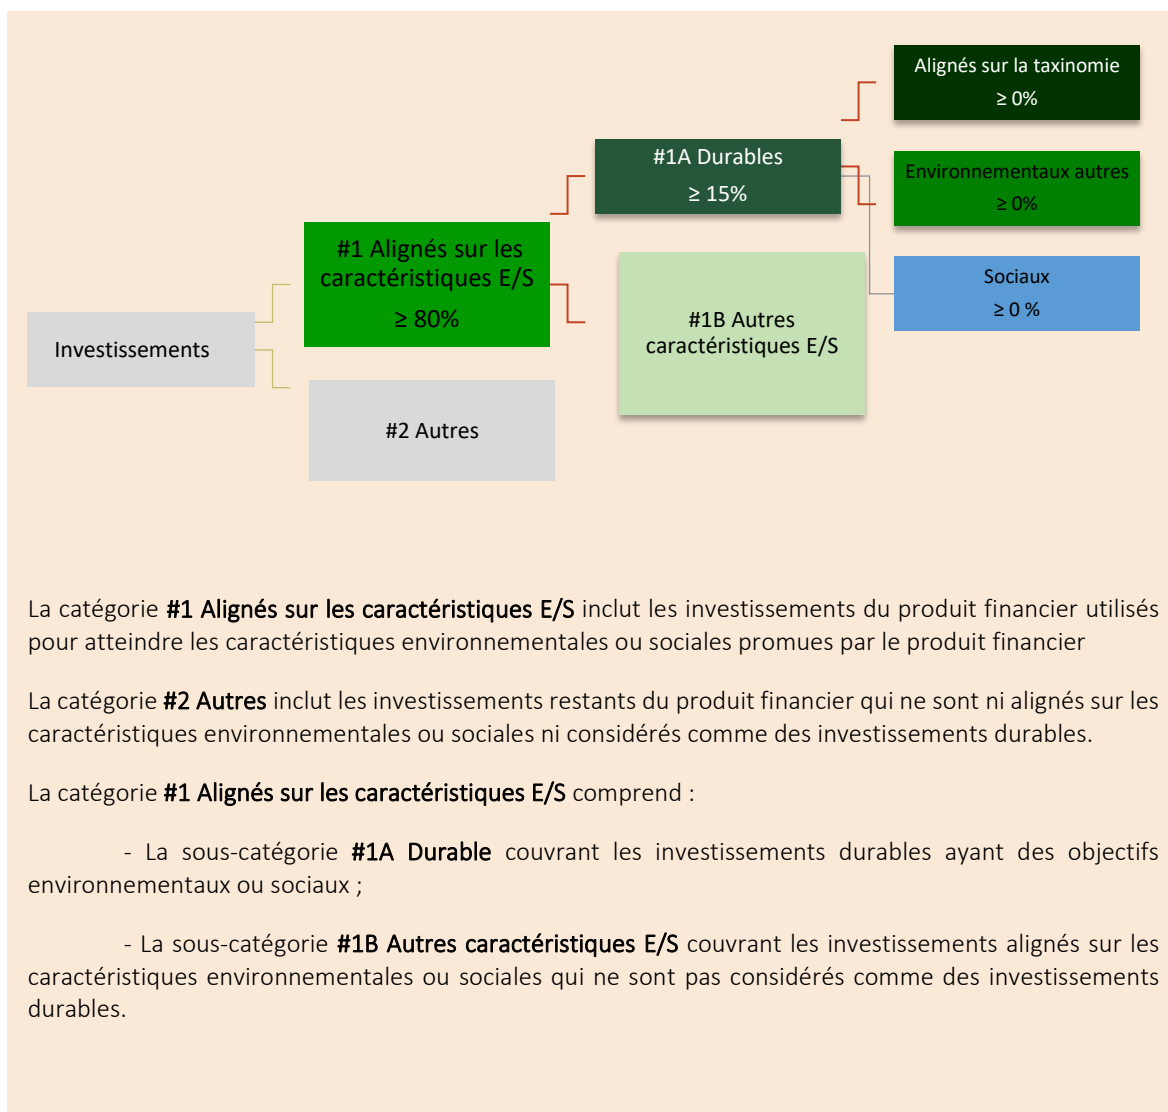 Alignés sur la taxinomie
≥ 0%
#1A Durables
≥ 15%
Environnementaux autres
≥ 0%
#1 Alignés sur les
caractéristiques E/S
≥ 80%
Sociaux
≥ 0 %
#1B Autres
caractéristiques E/S
Investissements
#2 Autres
La catégorie #1 Alignés sur les caractéristiques E/S inclut les investissements du produit financier utilisés
pour atteindre les caractéristiques environnementales ou sociales promues par le produit financier
La catégorie #2 Autres inclut les investissements restants du produit financier qui ne sont ni alignés sur les
caractéristiques environnementales ou sociales ni considérés comme des investissements durables.
La catégorie #1 Alignés sur les caractéristiques E/S comprend :
- La sous-catégorie #1A Durable couvrant les investissements durables ayant des objectifs
environnementaux ou sociaux ;
- La sous-catégorie #1B Autres caractéristiques E/S couvrant les investissements alignés sur les
caractéristiques environnementales ou sociales qui ne sont pas considérés comme des investissements
durables.